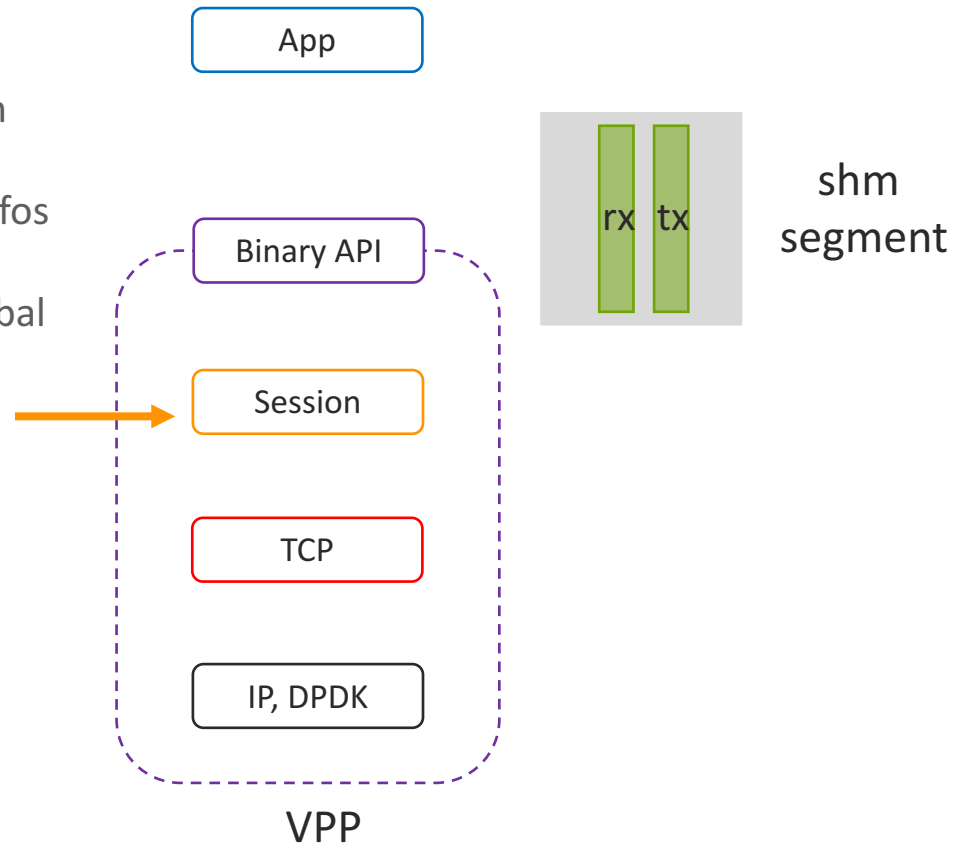 App
shm
segment
rx tx
Binary API
Session
TCP
IP, DPDK
VPP